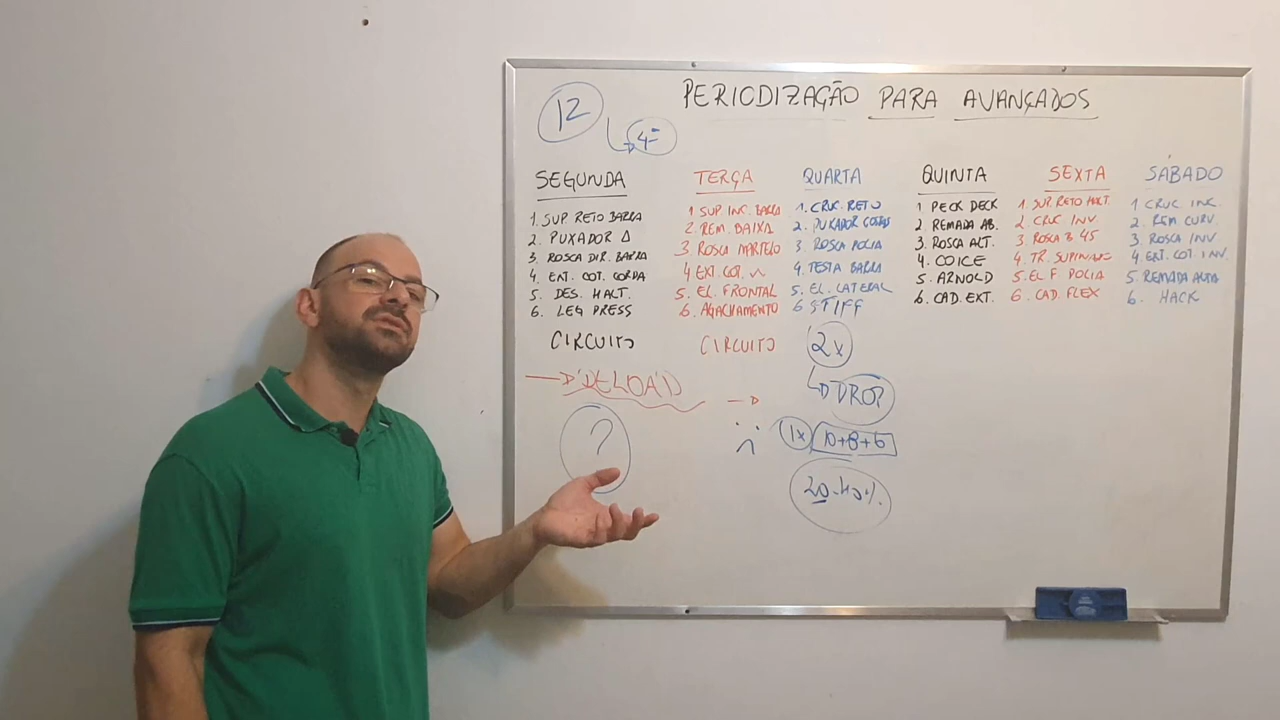 PERIODIZAÇÃO PARA AVANÇADOS
12
4
SEGUNDA
1. SUP RETO BARRA
2. PUXADOR Δ
3. ROSCA DIR. BARRA
4. EXT. COT. CORDA
5. DES. HALT.
6. LEG PRESS
CIRCUITO
TERÇA
1 SUP INC. BARRA
2. REM. BAIXA
3 ROSCA MARTELO
4 EXT. COT. ^
5. EL. FRONTAL
6. AGACHAMENTO
CIRCUITO
QUARTA
1. CRUC. RETO
2. PUXADOR COSTAS
3. ROSCA POLIA
4. TESTA BARRA
5. EL. LATERAL
6 STIFF
2x
DROP
1x 10+8+6
20-40%.
QUINTA
1 PECK DECK
2. REMADA AB.
3. ROSCA ALT.
4. COICE
5. ARNOLD
6. CAD. EXT.
SEXTA
1. SUP. RETO HALT.
2 CRUC INV.
3 ROSCA B 45
4. TR. SUPINADO
5. EL F POLIA
6. CAD. FLEX
SÁBADO
1 CRUC. INC.
2. REM CURV.
3. ROSCA INV
4. EXT. COT. INV.
5. REMADA ALTA
6. HACK
DELOAD
?